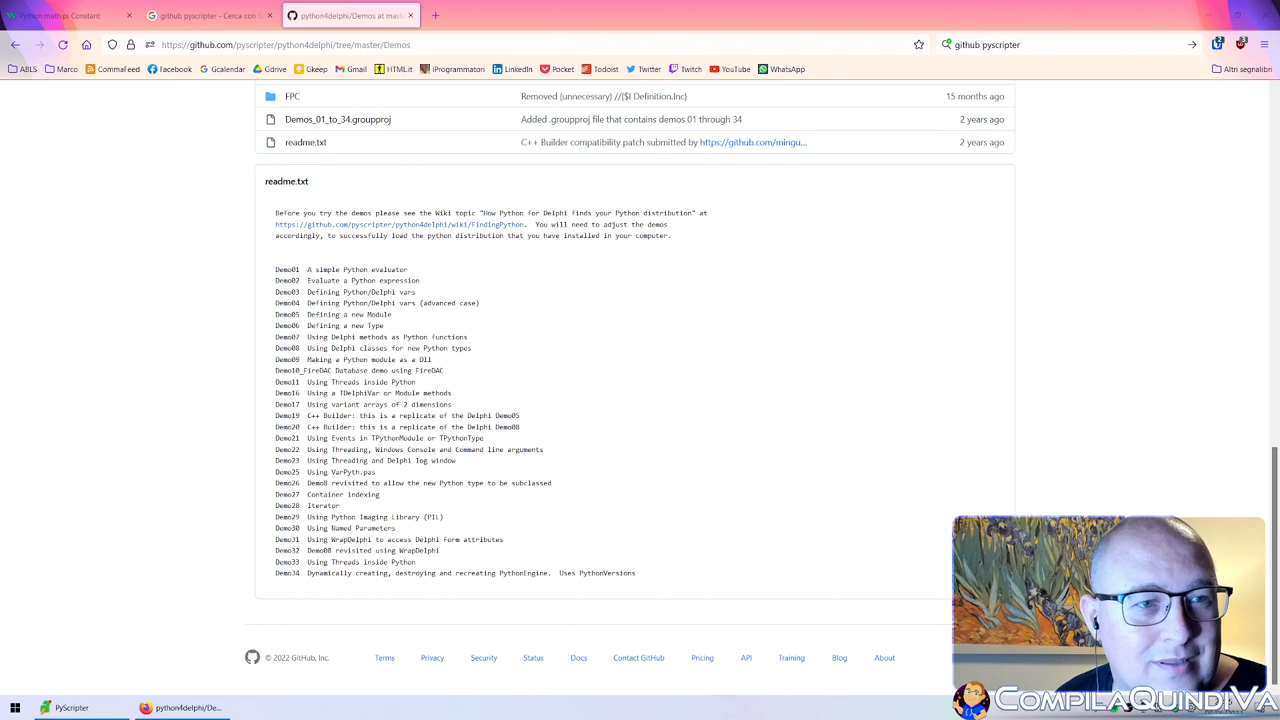 Python math.pi Constant
github pyscripter - Cerca con G
python4delphi/Demos at mast
https://github.com/pyscripter/python4delphi/tree/master/Demos
github pyscripter
ABLS
Marco
CommaFeed
Facebook
Gcalendar
Gdrive
Gkeep
Gmail
HTML.it
iProgrammatori
LinkedIn
Pocket
Todoist
Twitter
Twitch
YouTube
WhatsApp
Altri segnalibri
FPC Removed (unnecessary) //{$I Definition.Inc} 15 months ago
Demos_01_to_34.groupproj Added .groupproj file that contains demos 01 through 34 2 years ago
readme.txt C++ Builder compatibility patch submitted by https://github.com/mingu... 2 years ago
readme.txt
Before you try the demos please see the Wiki topic "How Python for Delphi finds your Python distribution" at
https://github.com/pyscripter/python4delphi/wiki/FindingPython. You will need to adjust the demos
accordingly, to successfully load the python distribution that you have installed in your computer.
Demo01 A simple Python evaluator
Demo02 Evaluate a Python expression
Demo03 Defining Python/Delphi vars
Demo04 Defining Python/Delphi vars (advanced case)
Demo05 Defining a new Module
Demo06 Defining a new Type
Demo07 Using Delphi methods as Python functions
Demo08 Using Delphi classes for new Python types
Demo09 Making a Python module as a Dll
Demo10_FireDAC Database demo using FireDAC
Demo11 Using Threads inside Python
Demo16 Using a TDelphiVar or Module methods
Demo17 Using variant arrays of 2 dimensions
Demo19 C++ Builder: this is a replicate of the Delphi Demo05
Demo20 C++ Builder: this is a replicate of the Delphi Demo08
Demo21 Using Events in TPythonModule or TPythonType
Demo22 Using Threading, Windows Console and Command line arguments
Demo23 Using Threading and Delphi log window
Demo25 Using VarPyth.pas
Demo26 Demo8 revisited to allow the new Python type to be subclassed
Demo27 Container indexing
Demo28 Iterator
Demo29 Using Python Imaging Library (PIL)
Demo30 Using Named Parameters
Demo31 Using WrapDelphi to access Delphi Form attributes
Demo32 Demo08 revisited using WrapDelphi
Demo33 Using Threads inside Python
Demo34 Dynamically creating, destroying and recreating PythonEngine. Uses PythonVersions
© 2022 GitHub, Inc. Terms Privacy Security Status Docs Contact GitHub Pricing API Training Blog About
CompilaQuindiVa
PyScripter
python4delphi/De...